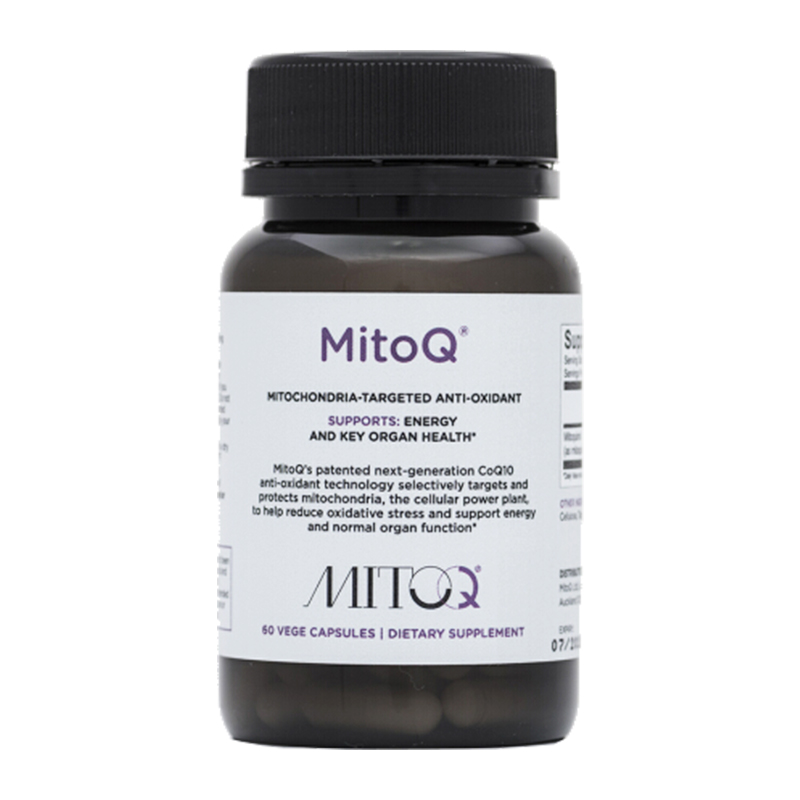 MitoQ®
MITOCHONDRIA-TARGETED ANTI-OXIDANT
SUPPORTS: ENERGY
AND KEY ORGAN HEALTH*
MitoQ's patented next-generation CoQ10
anti-oxidant technology selectively targets and
protects mitochondria, the cellular power plant,
to help reduce oxidative stress and support energy
and normal organ function*
MITOQ®
60 VEGE CAPSULES | DIETARY SUPPLEMENT
Auckland
07/20